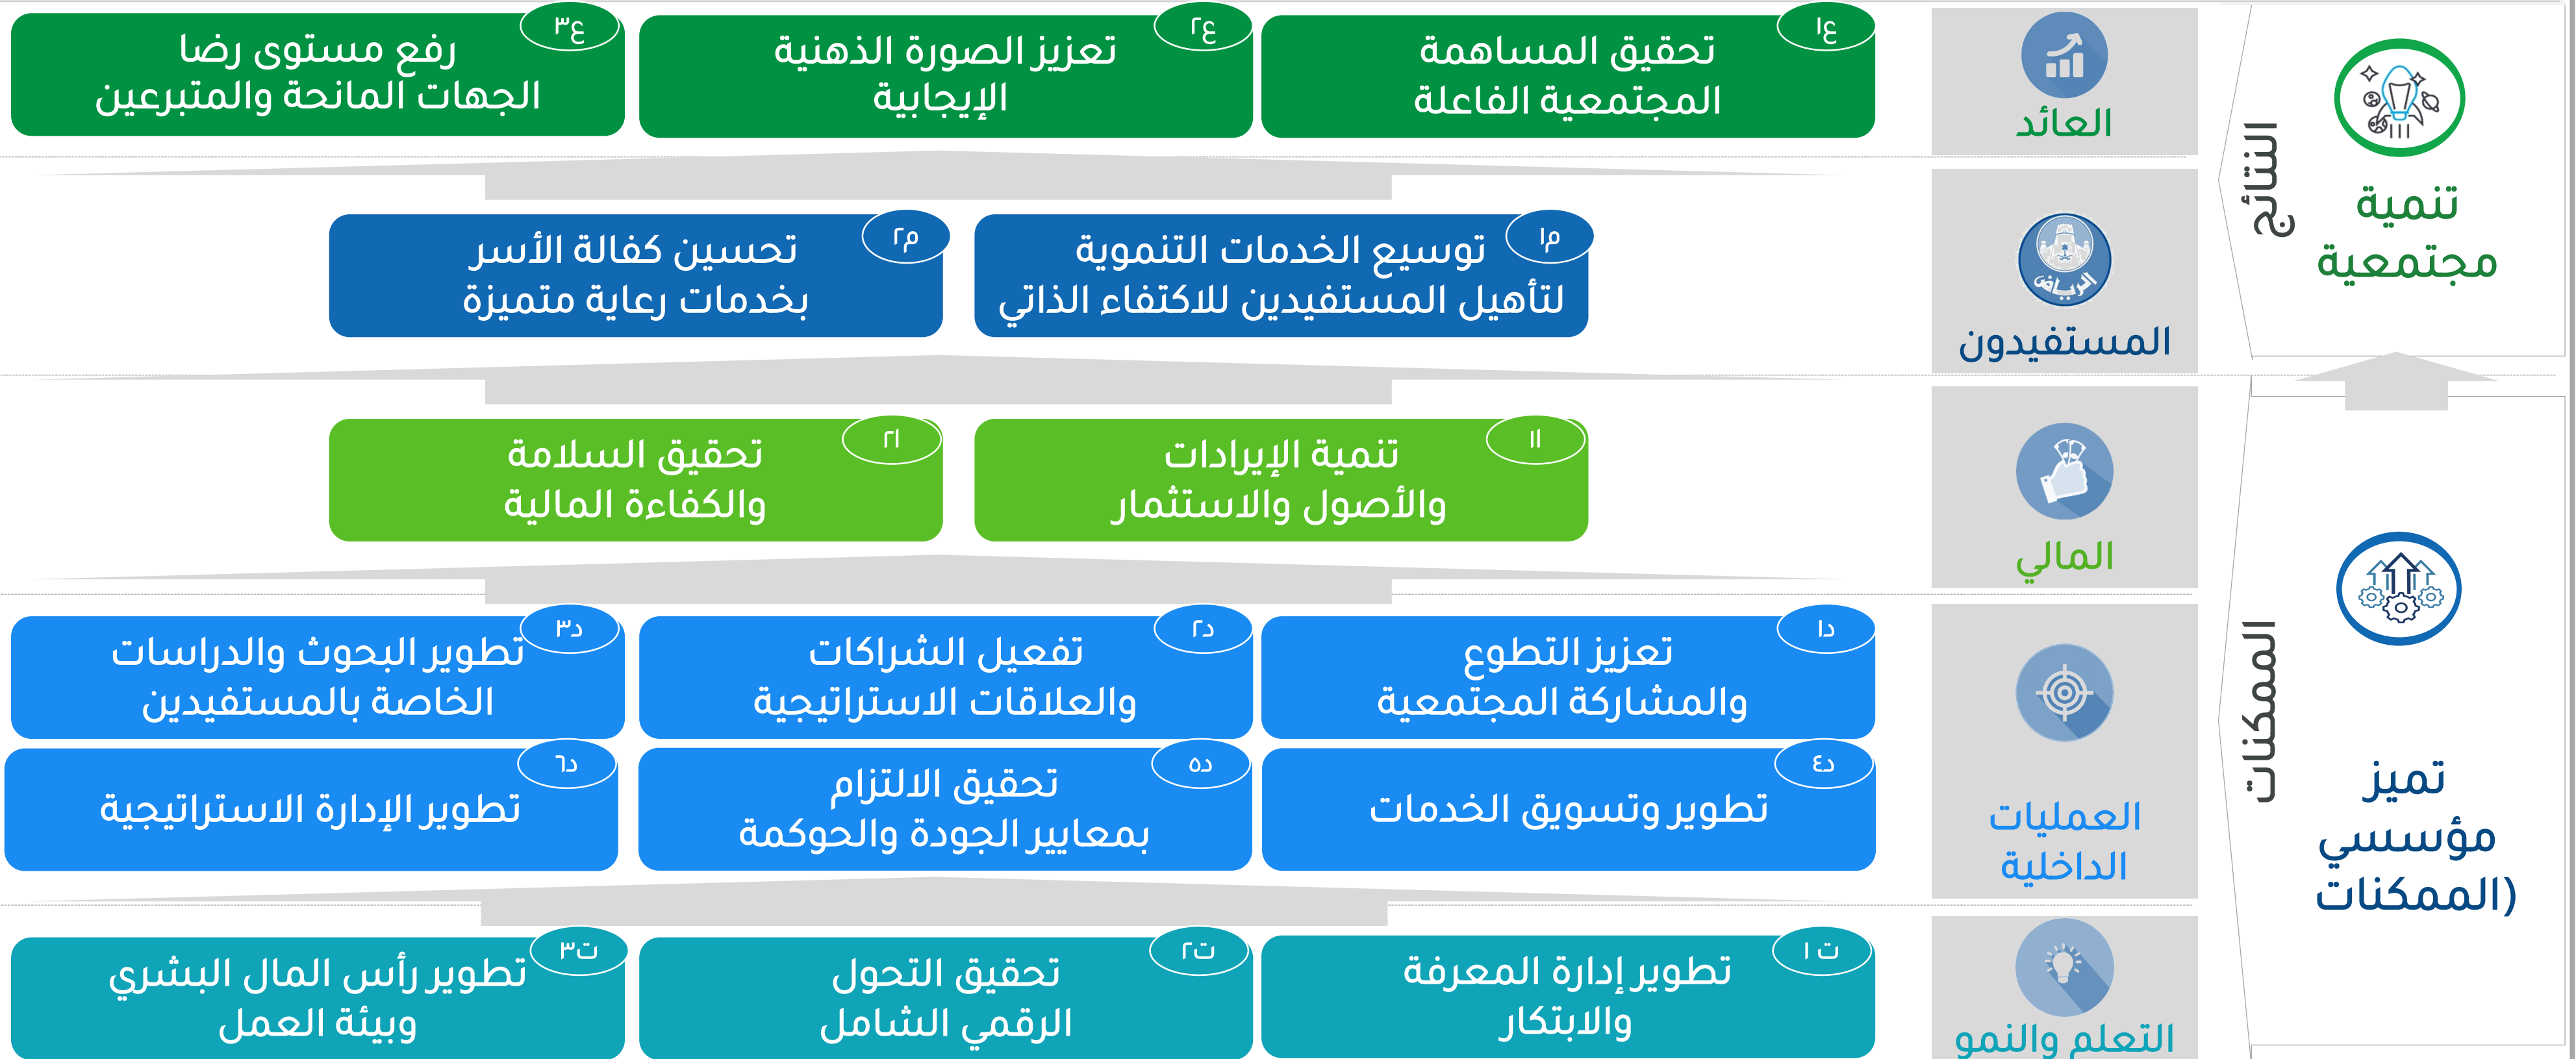 تنمية
مجتمعية
النتائج
العائد
ع١
تحقيق المساهمة
المجتمعية الفاعلة
ع٢
تعزيز الصورة الذهنية
الإيجابية
ع٣
رفع مستوى رضا
الجهات المانحة والمتبرعين
الرياض
المستفيدون
م١
توسيع الخدمات التنموية
لتأهيل المستفيدين للاكتفاء الذاتي
م٢
تحسين كفالة الأسر
بخدمات رعاية متميزة
تميز
مؤسسي
(الممكنات
الممكنات
المالي
ا١
تنمية الإيرادات
والأصول والاستثمار
ا٢
تحقيق السلامة
والكفاءة المالية
العمليات
الداخلية
د١
تعزيز التطوع
والمشاركة المجتمعية
د٢
تفعيل الشراكات
والعلاقات الاستراتيجية
د٣
تطوير البحوث والدراسات
الخاصة بالمستفيدين
د٤
تطوير وتسويق الخدمات
د٥
تحقيق الالتزام
بمعايير الجودة والحوكمة
د٦
تطوير الإدارة الاستراتيجية
التعلم والنمو
ت ١
تطوير إدارة المعرفة
والابتكار
ت٢
تحقيق التحول
الرقمي الشامل
ت٣
تطوير رأس المال البشري
وبيئة العمل